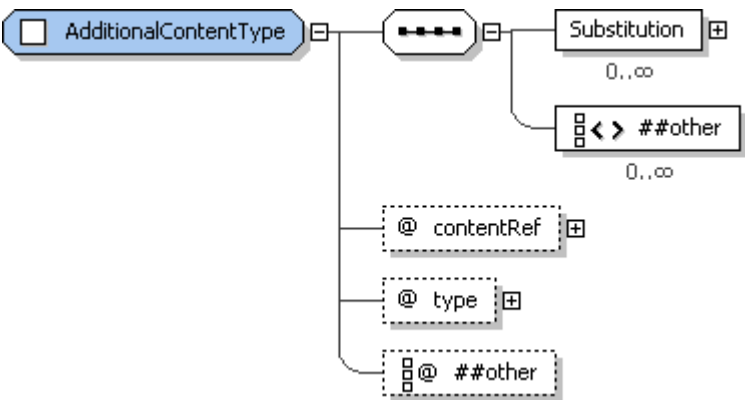 AdditionalContentType
Substitution
0..∞
<> ##other
0..∞
@ contentRef
@ type
@ ##other